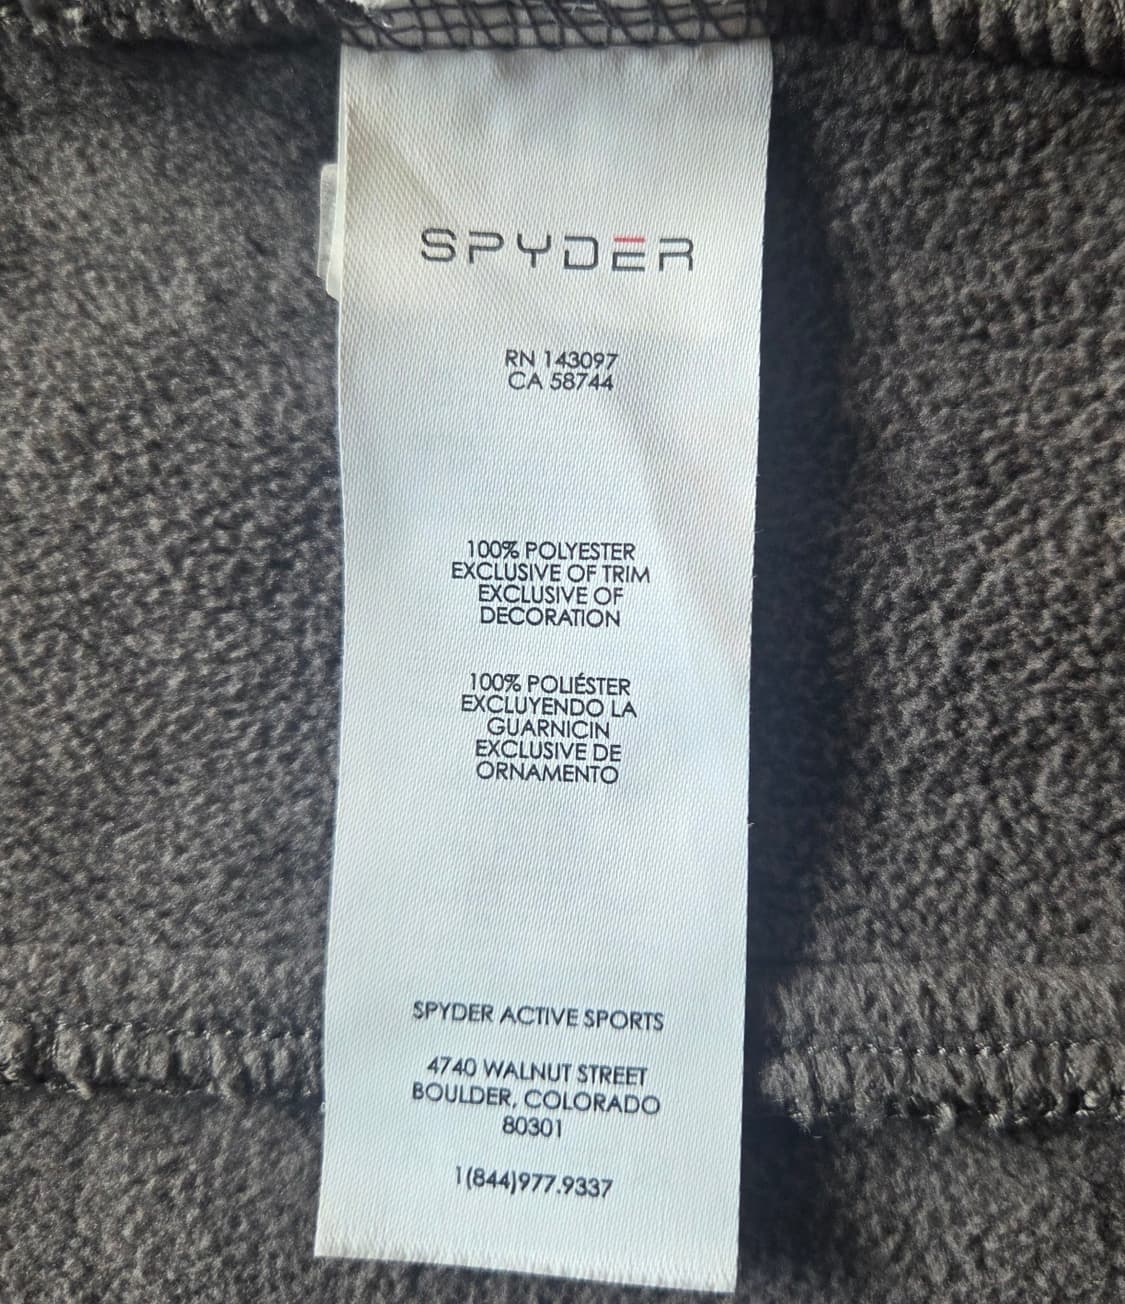 SPYDER
RN 143097
CA 58744
100% POLYESTER
EXCLUSIVE OF TRIM
EXCLUSIVE OF
DECORATION
100% POLIÉSTER
EXCLUYENDO LA
GUARNICIN
EXCLUSIVE DE
ORNAMENTO
SPYDER ACTIVE SPORTS
4740 WALNUT STREET
BOULDER, COLORADO
80301
1(844)977.9337